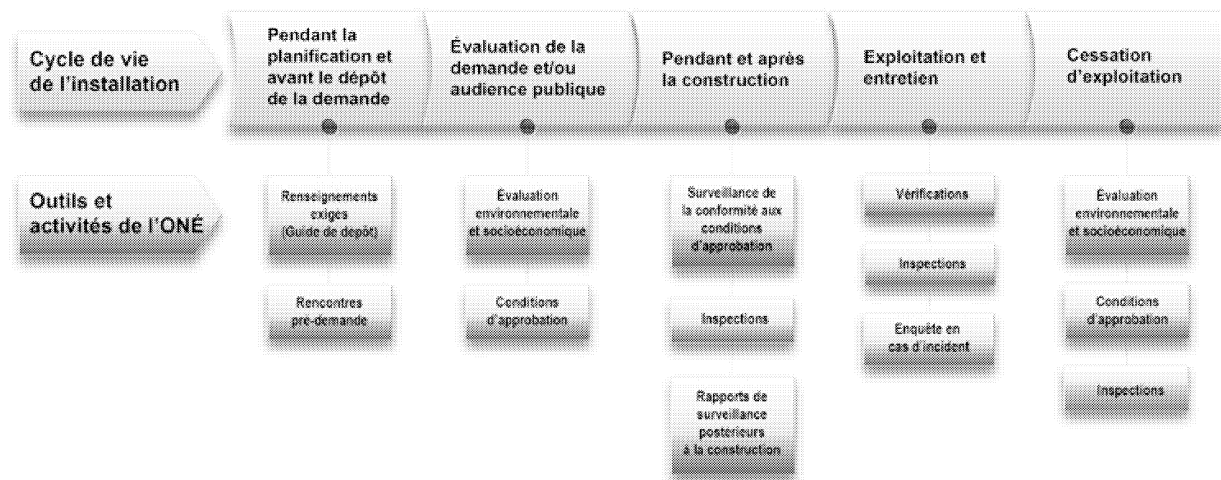 Cycle de vie
de l'installation
Pendant la
planification et
avant le dépôt
de la demande
Évaluation de la
demande et/ou
audience publique
Pendant et après
la construction
Exploitation et
entretien
Cessation
d'exploitation
Outils et
activités de l'ONÉ
Renseignements
exigés
(Guide de dépôt)
Rencontres
pré-demande
Évaluation
environnementale
et socioéconomique
Conditions
d'approbation
Surveillance de
la conformité aux
conditions
d'approbation
Inspections
Rapports de
surveillance
postérieurs
à la construction
Vérifications
Inspections
Enquête en
cas d'incident
Évaluation
environnementale
et socioéconomique
Conditions
d'approbation
Inspections